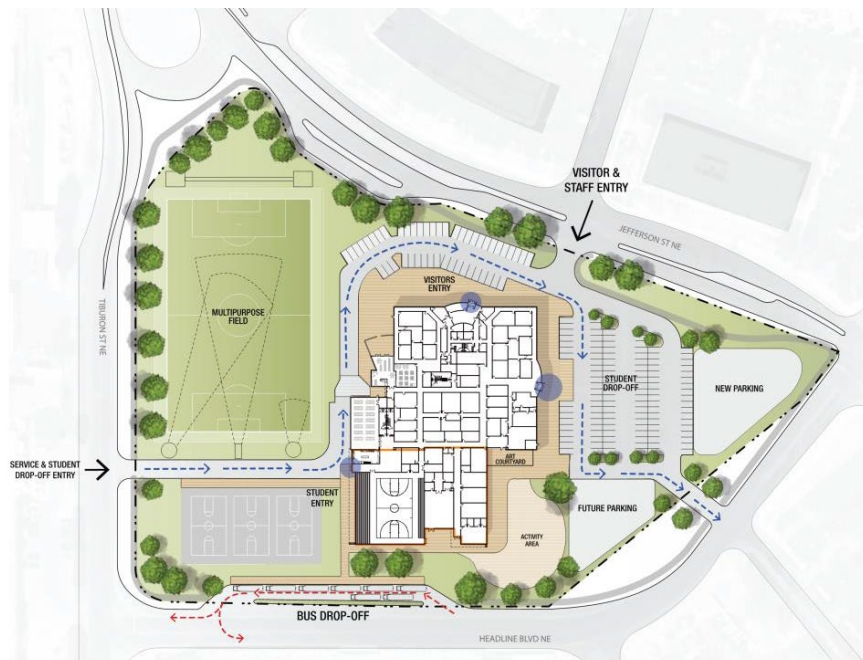 VISITOR &
STAFF ENTRY
JEFFERSON ST NE
VISITORS
ENTRY
TIBURON ST NE
MULTIPURPOSE
FIELD
STUDENT
DROP-OFF
NEW PARKING
SERVICE & STUDENT
DROP-OFF ENTRY
ART
COURTYARD
STUDENT
ENTRY
FUTURE PARKING
ACTIVITY
AREA
BUS DROP-OFF
HEADLINE BLVD NE